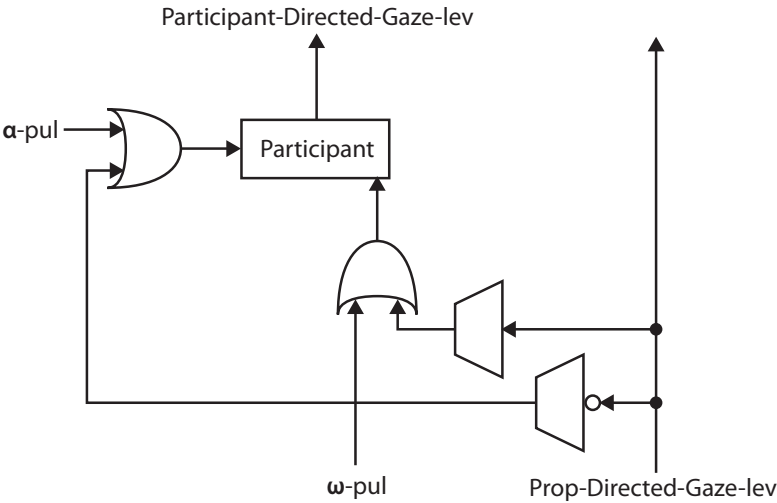 Participant-Directed-Gaze-lev
α-pul
Participant
ω-pul
Prop-Directed-Gaze-lev